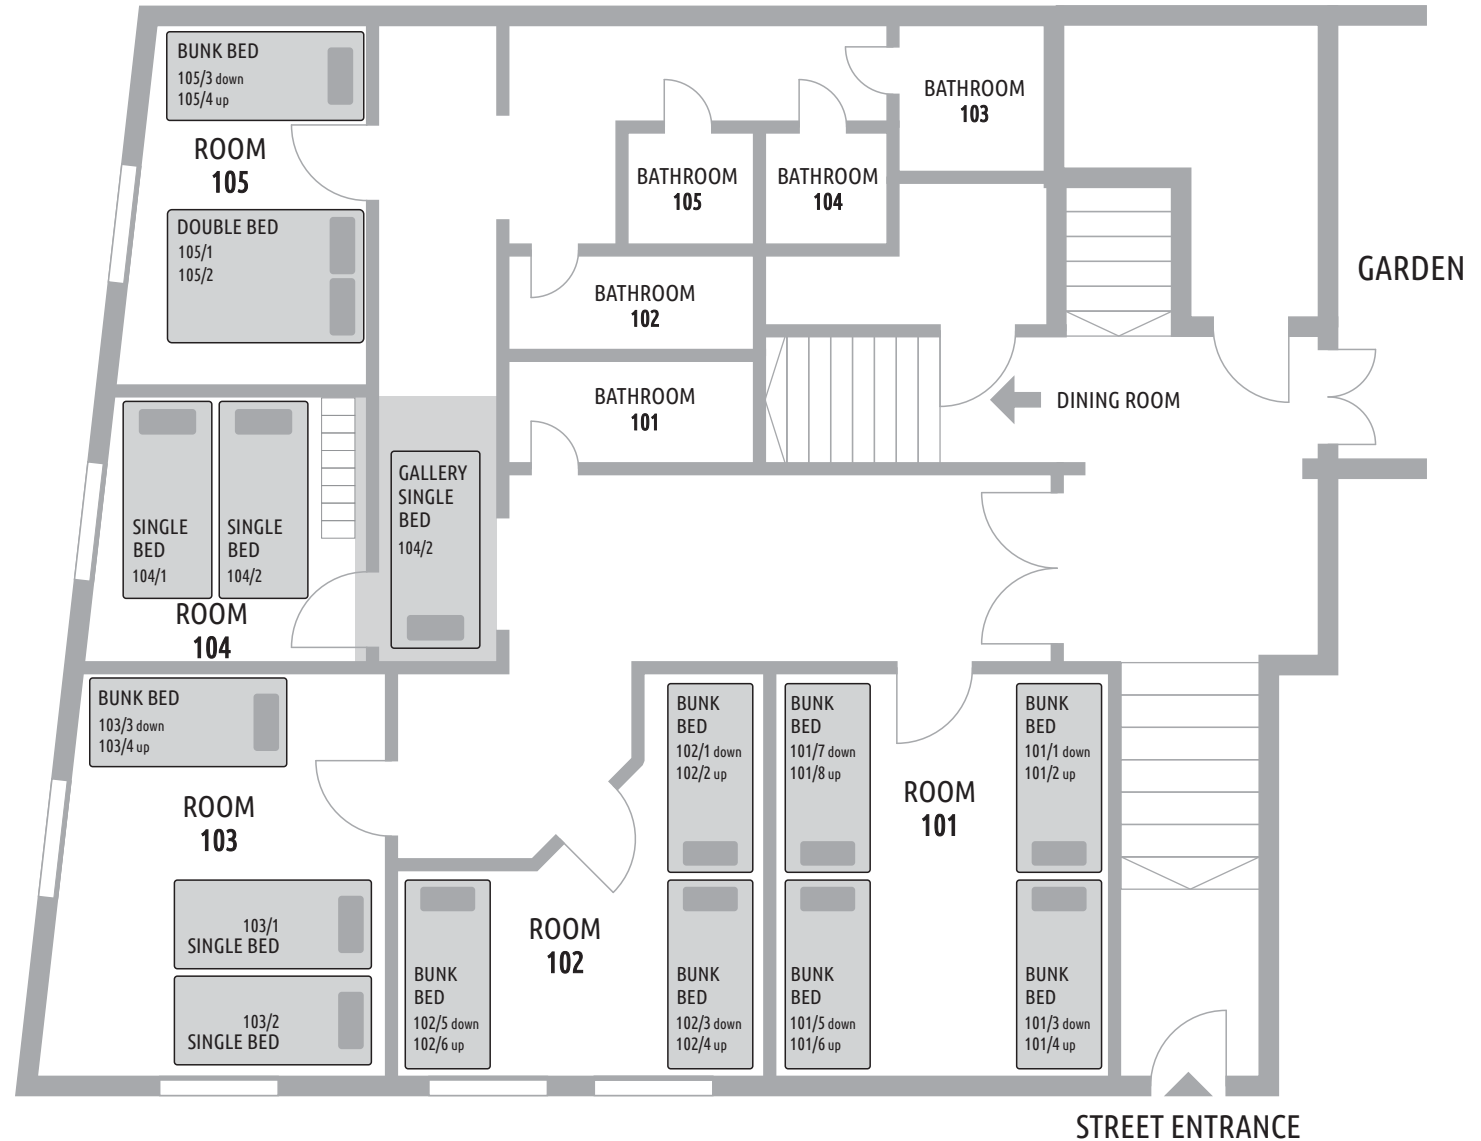 BUNK BED
105/3 down
105/4 up
ROOM
105
DOUBLE BED
105/1
105/2
BATHROOM
103
BATHROOM
105
BATHROOM
104
GARDEN
BATHROOM
102
BATHROOM
101
DINING ROOM
SINGLE
BED
104/1
SINGLE
BED
104/2
ROOM
104
GALLERY
SINGLE
BED
104/2
BUNK BED
103/3 down
103/4 up
ROOM
103
103/1
SINGLE BED
103/2
SINGLE BED
BUNK
BED
102/1 down
102/2 up
BUNK
BED
101/7 down
101/8 up
ROOM
101
BUNK
BED
101/1 down
101/2 up
ROOM
102
BUNK
BED
102/5 down
102/6 up
BUNK
BED
102/3 down
102/4 up
BUNK
BED
101/5 down
101/6 up
BUNK
BED
101/3 down
101/4 up
STREET ENTRANCE